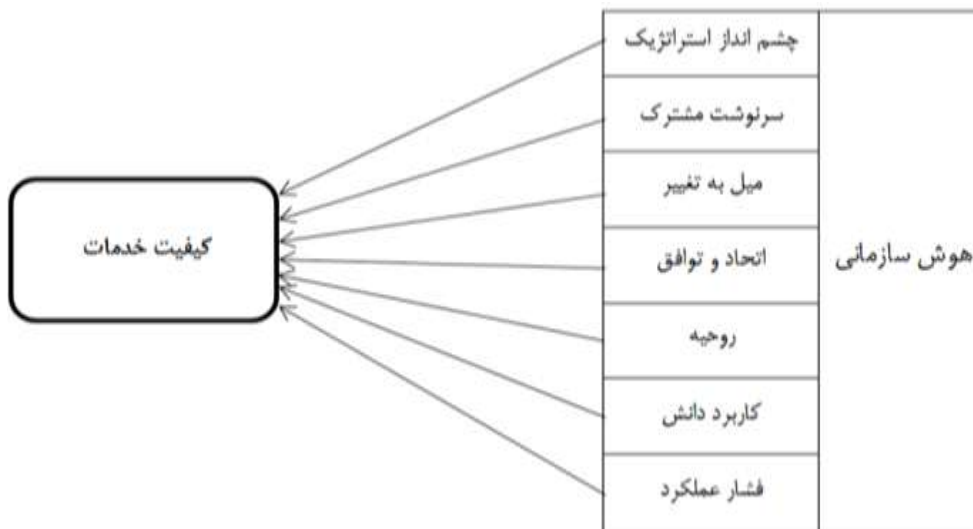 هوش سازمانی
چشم انداز استراتژیک
سرنوشت مشترک
میل به تغییر
اتحاد و توافق
روحیه
کاربرد دانش
فشار عملکرد
کیفیت خدمات